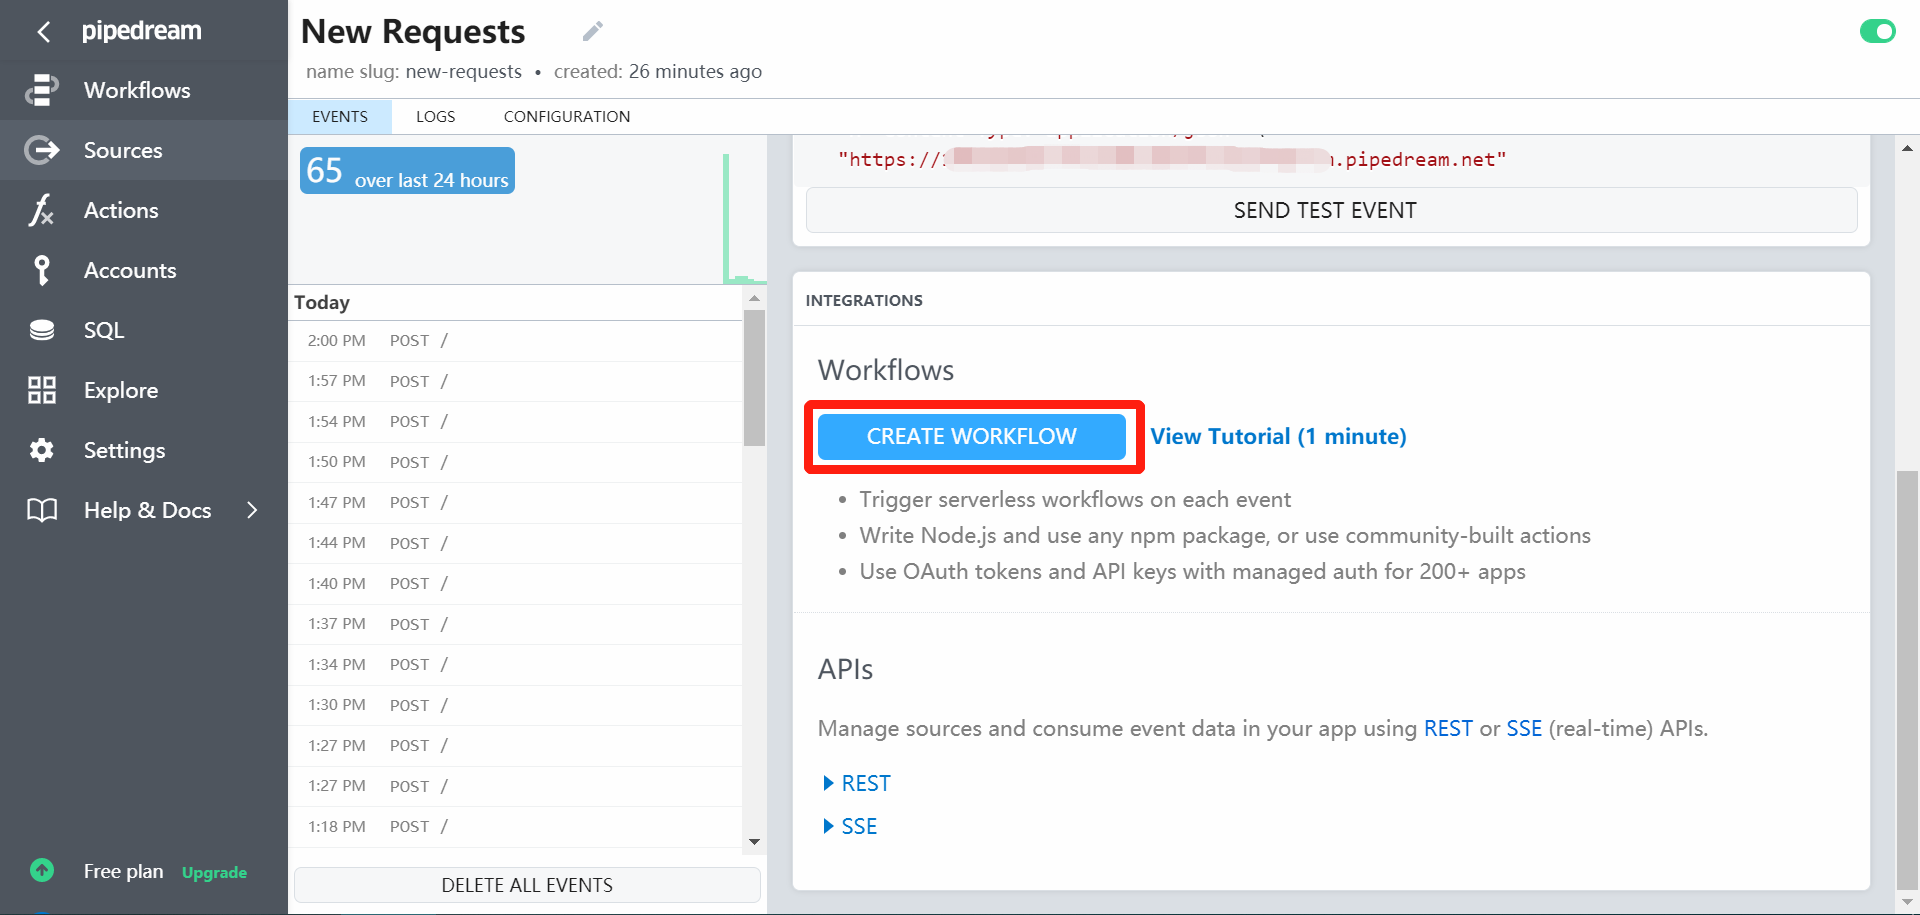 pipedream
Workflows
Sources
Actions
Accounts
SQL
Explore
Settings
Help & Docs
Free plan Upgrade
New Requests
name slug: new-requests • created: 26 minutes ago
EVENTS LOGS CONFIGURATION
65 over last 24 hours
Today
2:00 PM POST /
1:57 PM POST /
1:54 PM POST /
1:50 PM POST /
1:47 PM POST /
1:44 PM POST /
1:40 PM POST /
1:37 PM POST /
1:34 PM POST /
1:30 PM POST /
1:27 PM POST /
1:27 PM POST /
1:18 PM POST /
DELETE ALL EVENTS
"https:// .pipedream.net"
SEND TEST EVENT
INTEGRATIONS
Workflows
CREATE WORKFLOW View Tutorial (1 minute)
• Trigger serverless workflows on each event
• Write Node.js and use any npm package, or use community-built actions
• Use OAuth tokens and API keys with managed auth for 200+ apps
APIs
Manage sources and consume event data in your app using REST or SSE (real-time) APIs.
REST
SSE